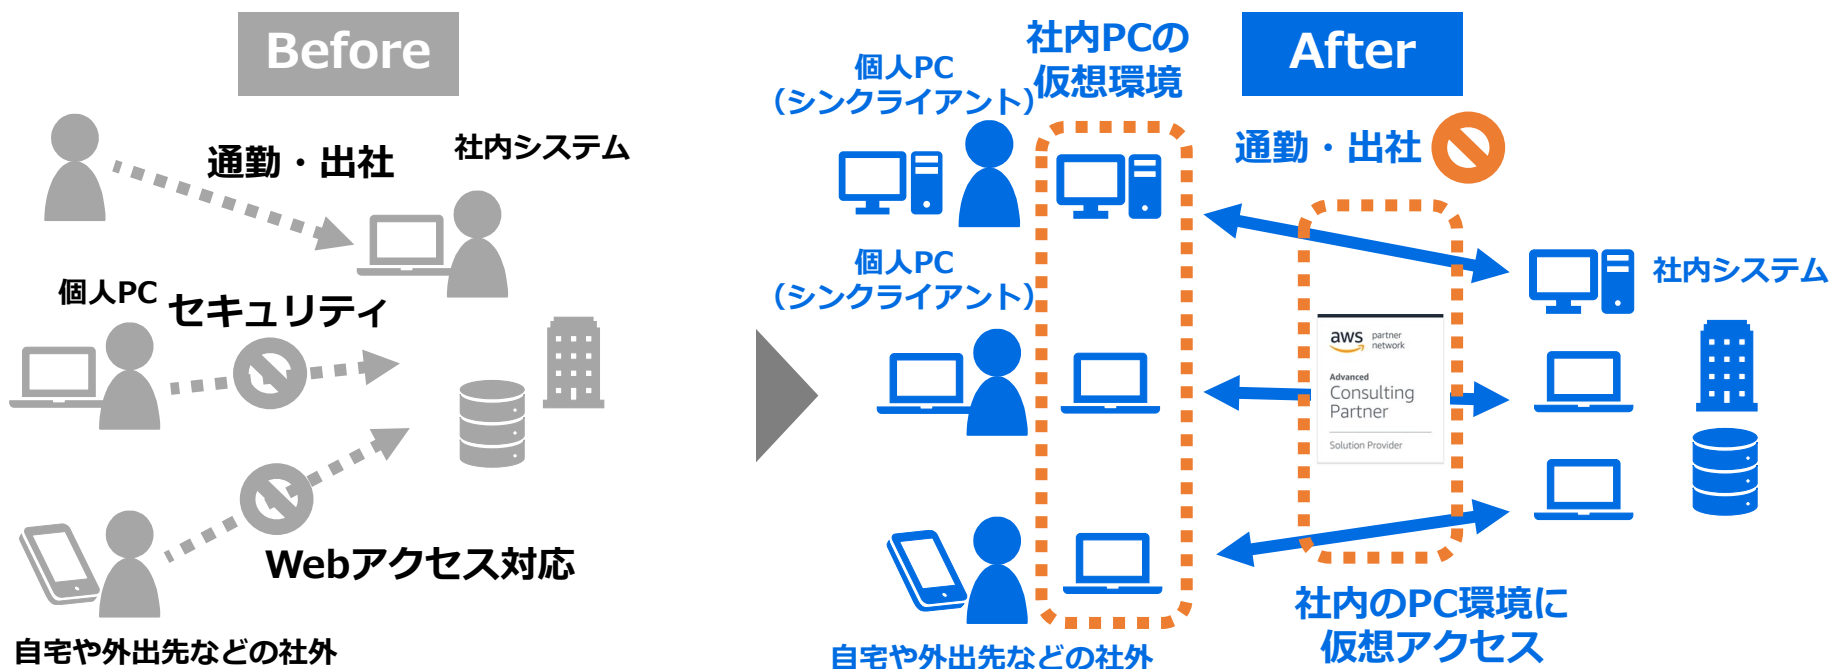 Before
通勤・出社
社内システム
個人PC
セキュリティ
Webアクセス対応
自宅や外出先などの社外
After
社内PCの
仮想環境
個人PC
（シンクライアント）
通勤・出社
個人PC
（シンクライアント）
社内システム
aws partner
network
Advanced
Consulting
Partner
Solution Provider
社内のPC環境に
仮想アクセス
自宅や外出先などの社外